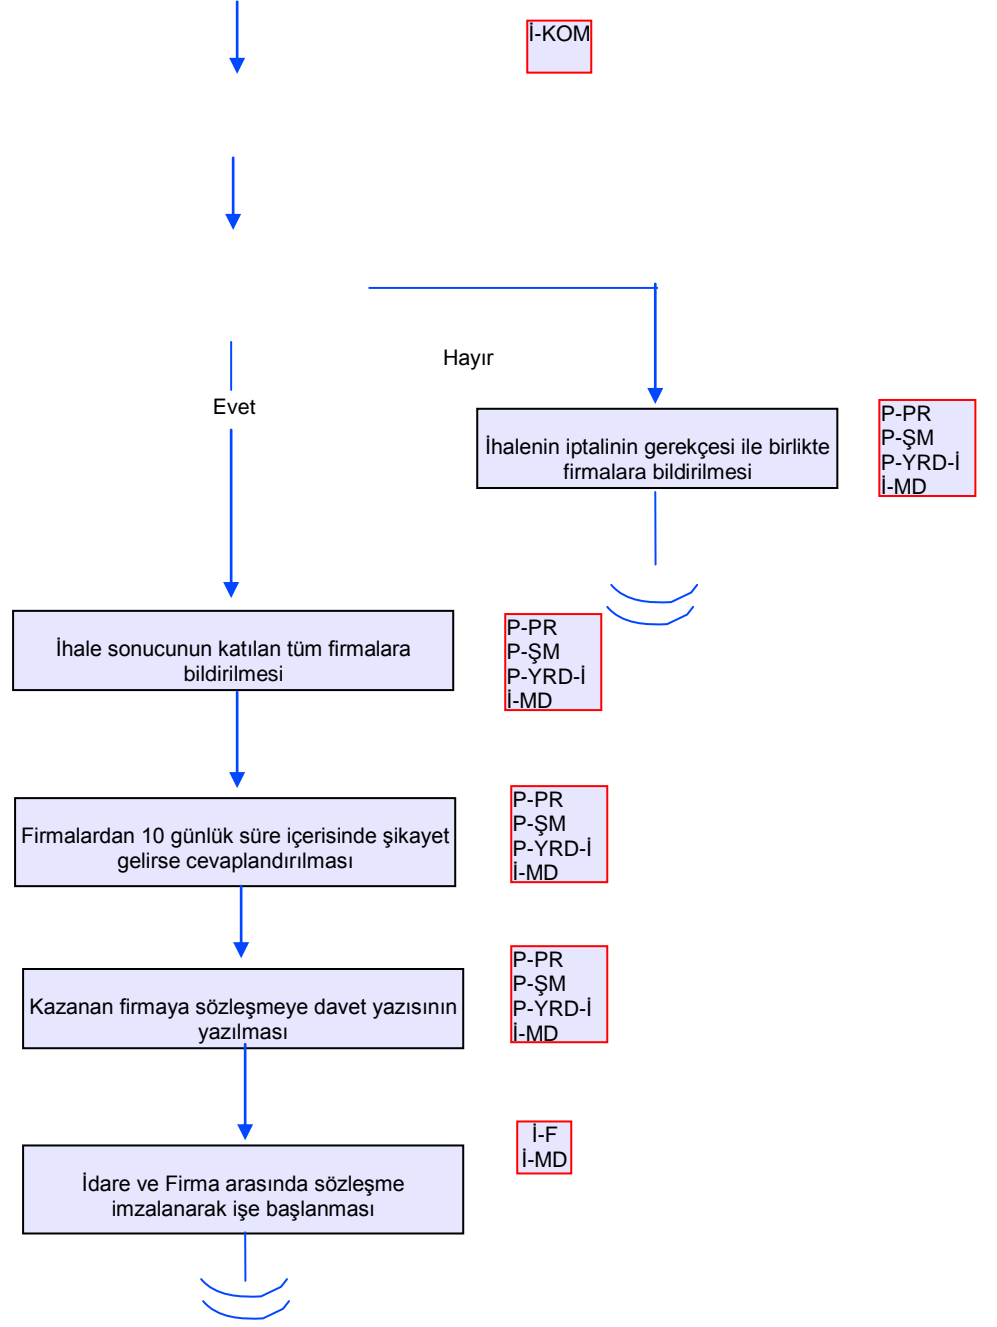 İ-KOM
Hayır
Evet
İhalenin iptalinin gerekçesi ile birlikte
firmalara bildirilmesi
P-PR
P-ŞM
P-YRD-İ
İ-MD
İhale sonucunun katılan tüm firmalara
bildirilmesi
P-PR
P-ŞM
P-YRD-İ
İ-MD
Firmalardan 10 günlük süre içerisinde şikayet
gelirse cevaplandırılması
P-PR
P-ŞM
P-YRD-İ
İ-MD
Kazanan firmaya sözleşmeye davet yazısının
yazılması
P-PR
P-ŞM
P-YRD-İ
İ-MD
İdare ve Firma arasında sözleşme
imzalanarak işe başlanması
İ-F
İ-MD